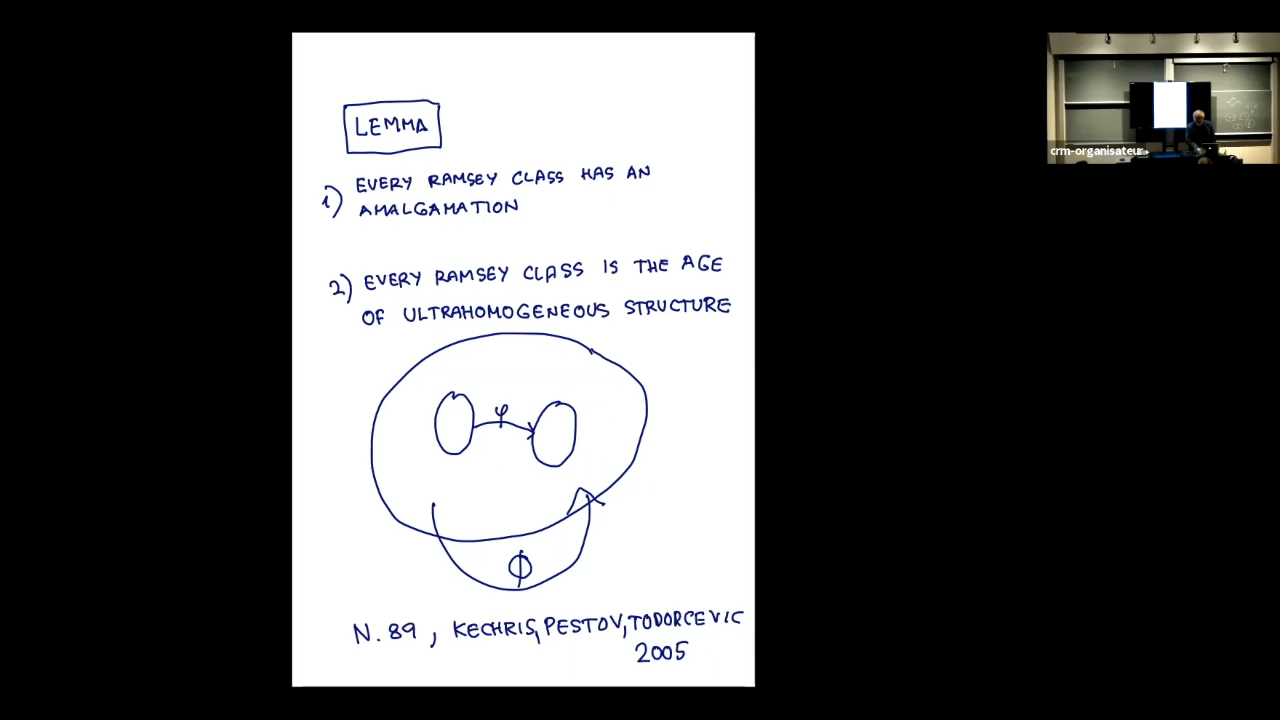 LEMMA
1) EVERY RAMSEY CLASS HAS AN
AMALGAMATION
2) EVERY RAMSEY CLASS IS THE AGE
OF ULTRAHOMOGENEOUS STRUCTURE
φ
Φ
N. 89, KECHRIS, PESTOV, TODORCEVIC
2005
crm-organisateur